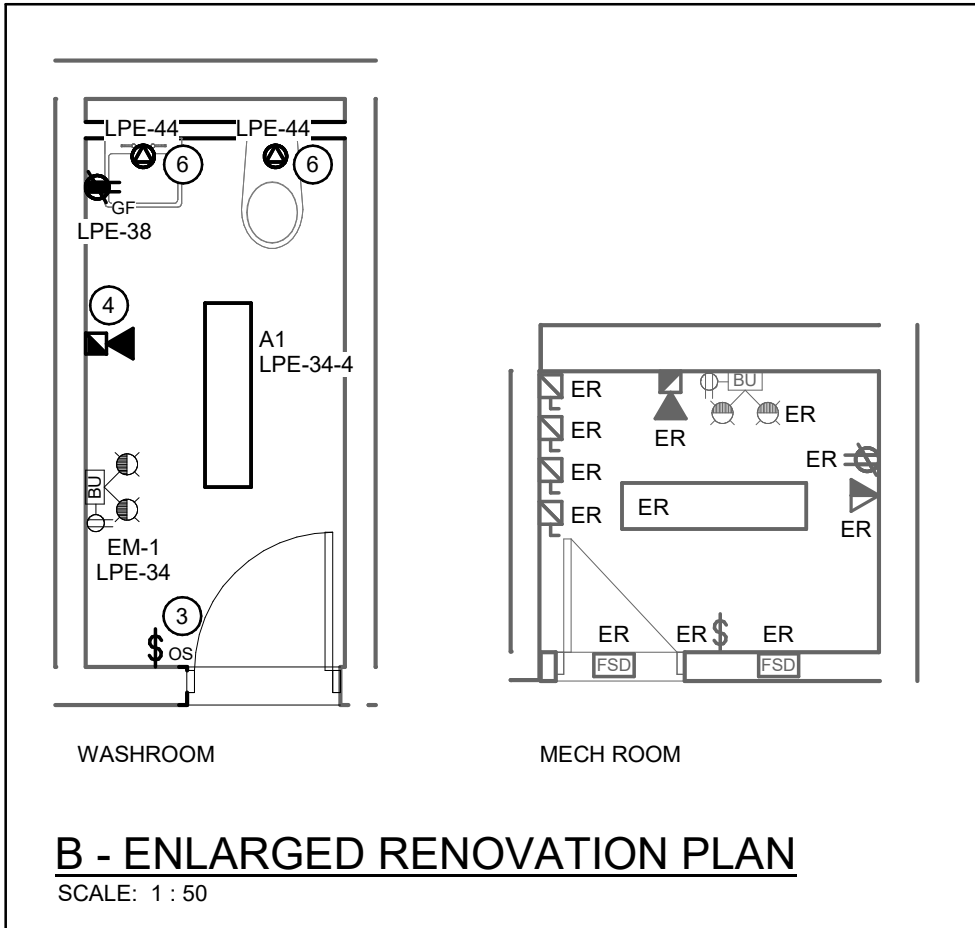 LPE-44 LPE-44
6 6
GF
LPE-38
4
A1
LPE-34-4
BU
EM-1
LPE-34
3
$ OS
WASHROOM
ER
ER
ER
ER
ER
BU
ER
ER
ER
ER
ER ER $ ER
FSD FSD
MECH ROOM
B - ENLARGED RENOVATION PLAN
SCALE: 1 : 50